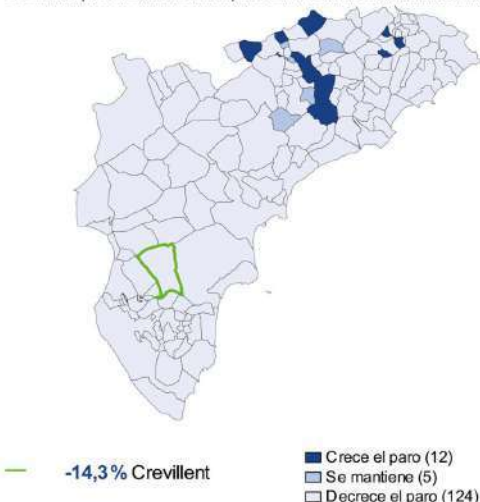 -14,3% Crevillent
Crece el paro (12)
Se mantiene (5)
Decrece el paro (124)